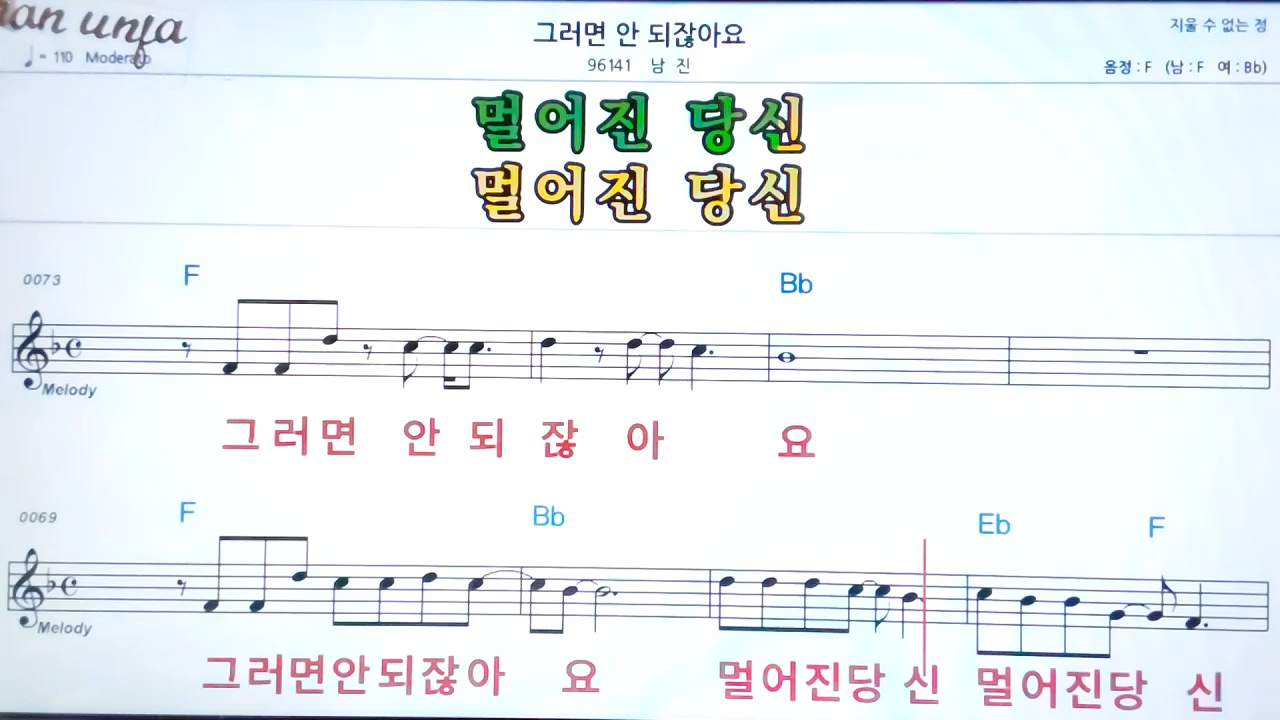 그러면 안 되잖아요
지울 수 없는 정
♩= 110 Moderato
96141 남 진
음정 : F (남 : F 여 : Bb)
멀어진 당신
멀어진 당신
0073
F
Bb
Melody
그러면 안 되 잖 아 요
0069
F
Bb
Eb
F
Melody
그러면안되잖아 요 멀어진당 신 멀어진당 신